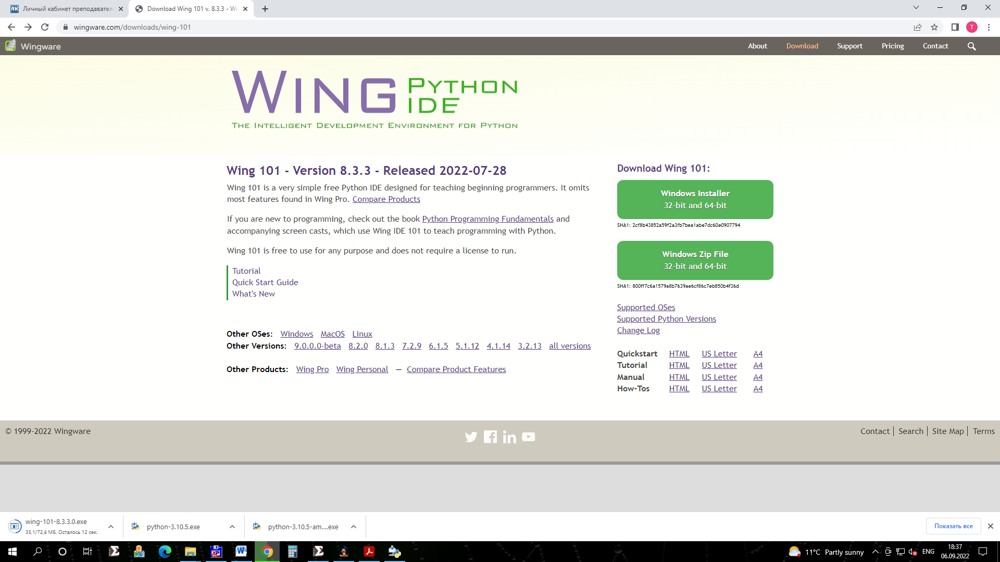 Личный кабинет преподавател
Download Wing 101 v. 8.3.3 - Wi
wingware.com/downloads/wing-101
T
Wingware
About Download Support Pricing Contact
WING PYTHON IDE
THE INTELLIGENT DEVELOPMENT ENVIRONMENT FOR PYTHON
Wing 101 - Version 8.3.3 - Released 2022-07-28
Wing 101 is a very simple free Python IDE designed for teaching beginning programmers. It omits
most features found in Wing Pro. Compare Products
If you are new to programming, check out the book Python Programming Fundamentals and
accompanying screen casts, which use Wing IDE 101 to teach programming with Python.
Wing 101 is free to use for any purpose and does not require a license to run.
Tutorial
Quick Start Guide
What's New
Other OSes: Windows MacOS Linux
Other Versions: 9.0.0.0-beta 8.2.0 8.1.3 7.2.9 6.1.5 5.1.12 4.1.14 3.2.13 all versions
Other Products: Wing Pro Wing Personal — Compare Product Features
Download Wing 101:
Windows Installer
32-bit and 64-bit
SHA1: 2cf8b43852a59f2a3fb7bea1abe7dc60e0907794
Windows Zip File
32-bit and 64-bit
SHA1: 800ff7c6a1579a8b7639ae6cf86c7eb850b4f36d
Supported OSes
Supported Python Versions
Change Log
Quickstart HTML US Letter A4
Tutorial HTML US Letter A4
Manual HTML US Letter A4
How-Tos HTML US Letter A4
© 1999-2022 Wingware
Contact Search Site Map Terms
wing-101-8.3.3.0.exe
35,1/72,4 МБ, Осталось 12 сек.
python-3.10.5.exe
python-3.10.5-am....exe
Показать все
11°C Partly sunny
ENG
18:37
06.09.2022